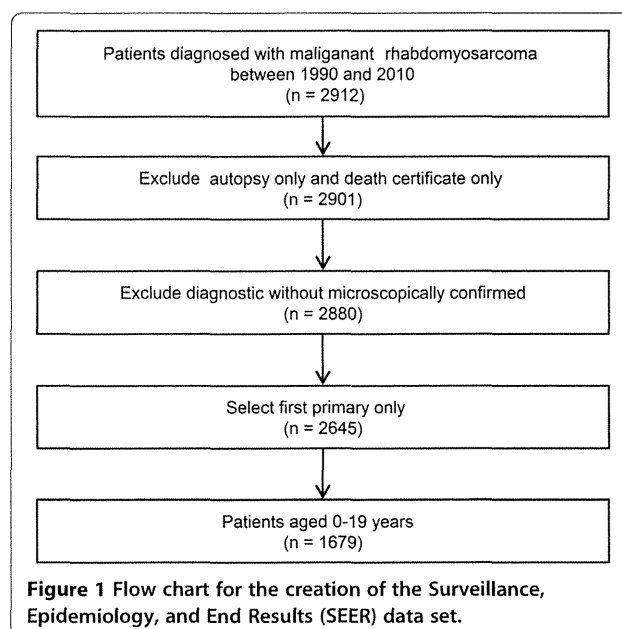 Patients diagnosed with maliganant rhabdomyosarcoma
between 1990 and 2010
(n = 2912)
Exclude autopsy only and death certificate only
(n = 2901)
Exclude diagnostic without microscopically confirmed
(n = 2880)
Select first primary only
(n = 2645)
Patients aged 0-19 years
(n = 1679)
Figure 1 Flow chart for the creation of the Surveillance,
Epidemiology, and End Results (SEER) data set.